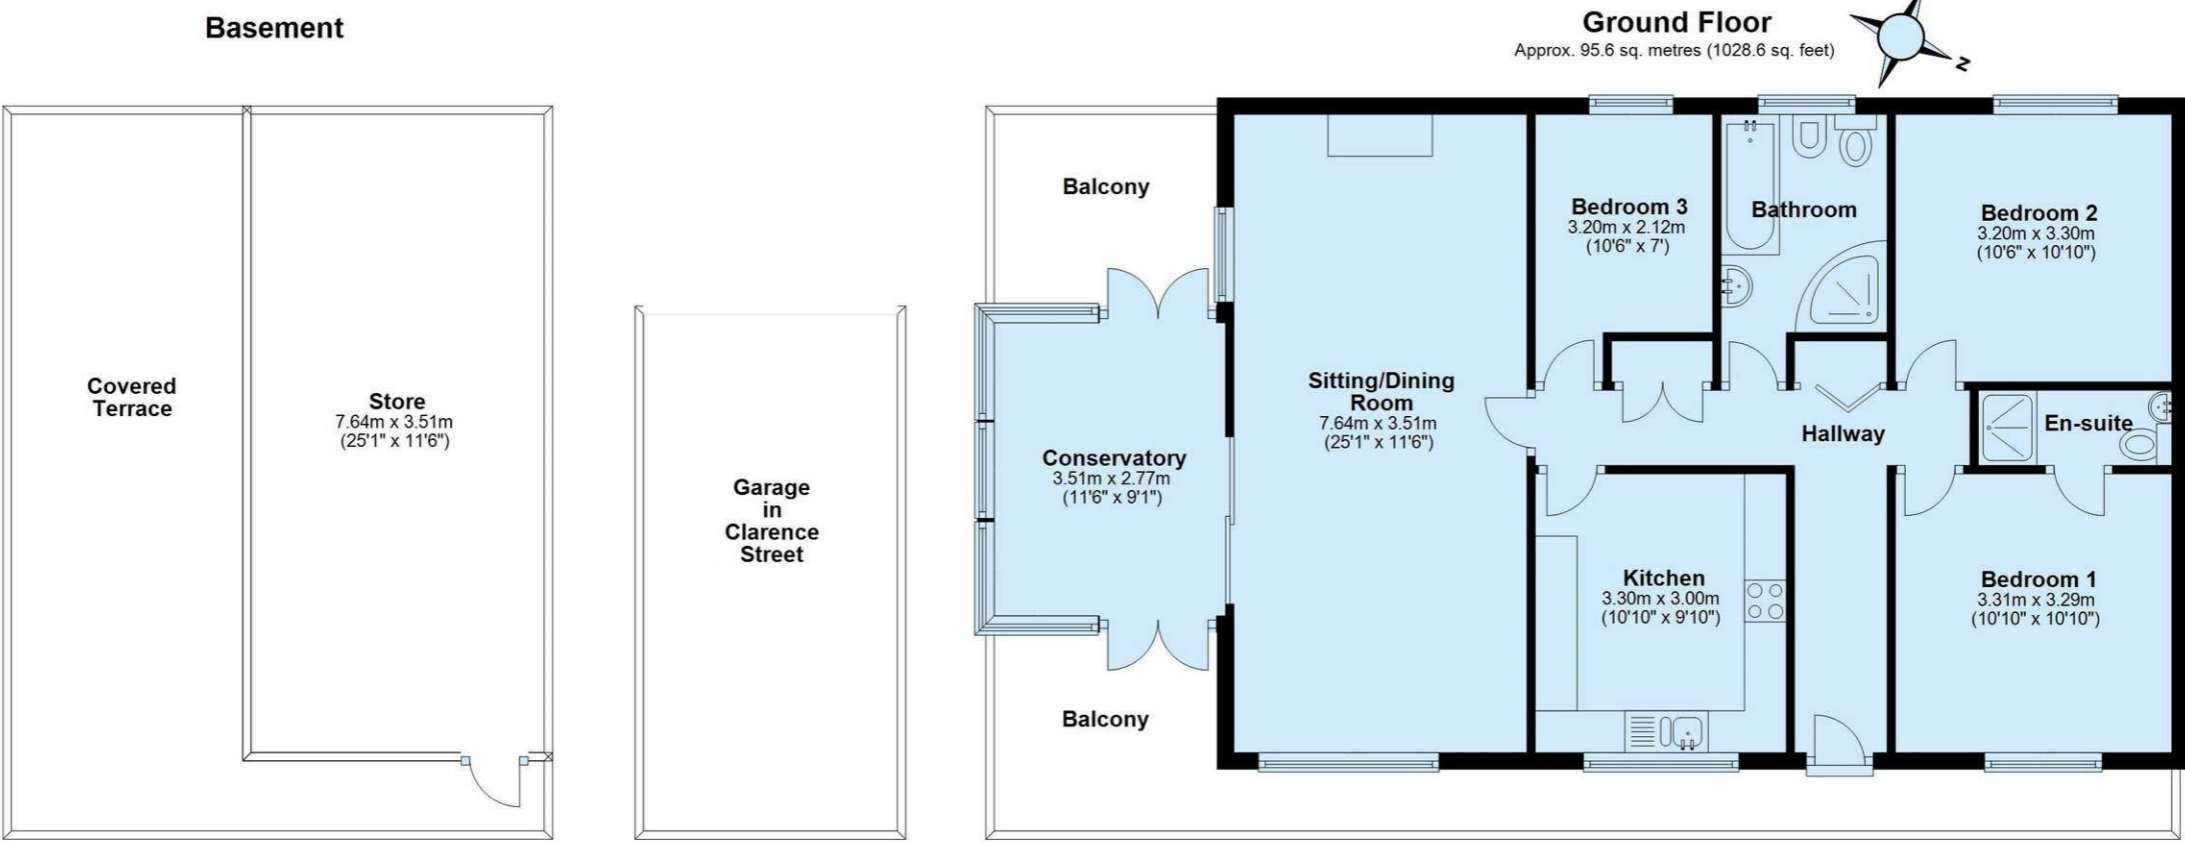 Basement
Ground Floor
Approx. 95.6 sq. metres (1028.6 sq. feet)
N
Covered
Terrace
Store
7.64m x 3.51m
(25'1" x 11'6")
Garage
in
Clarence
Street
Balcony
Conservatory
3.51m x 2.77m
(11'6" x 9'1")
Balcony
Sitting/Dining
Room
7.64m x 3.51m
(25'1" x 11'6")
Bedroom 3
3.20m x 2.12m
(10'6" x 7')
Bathroom
Bedroom 2
3.20m x 3.30m
(10'6" x 10'10")
Hallway
En-suite
Kitchen
3.30m x 3.00m
(10'10" x 9'10")
Bedroom 1
3.31m x 3.29m
(10'10" x 10'10")